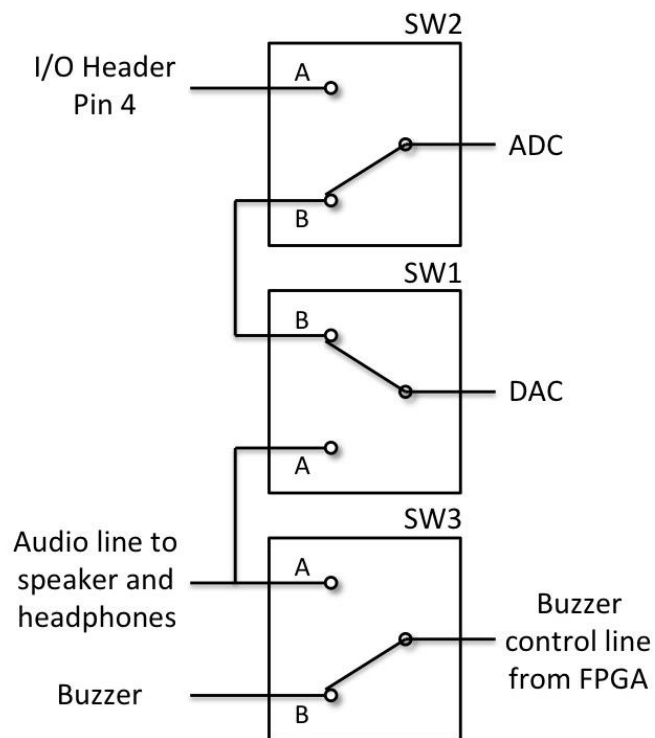 SW2
I/O Header
Pin 4
A
ADC
B
SW1
B
DAC
A
SW3
Audio line to
speaker and
headphones
A
Buzzer
control line
from FPGA
Buzzer
B